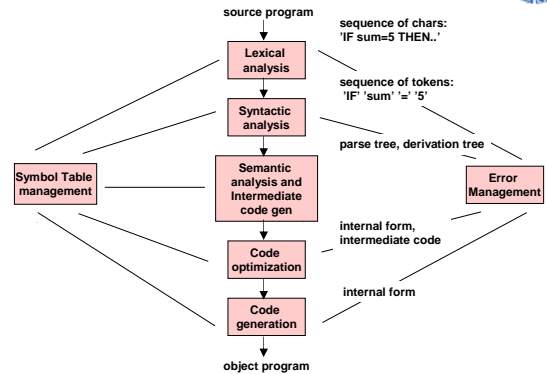 source program
sequence of chars:
'IF sum=5 THEN..'
Lexical
analysis
sequence of tokens:
'IF' 'sum' '=' '5'
Syntactic
analysis
parse tree, derivation tree
Symbol Table
management
Semantic
analysis and
Intermediate
code gen
Error
Management
internal form,
intermediate code
Code
optimization
internal form
Code
generation
object program